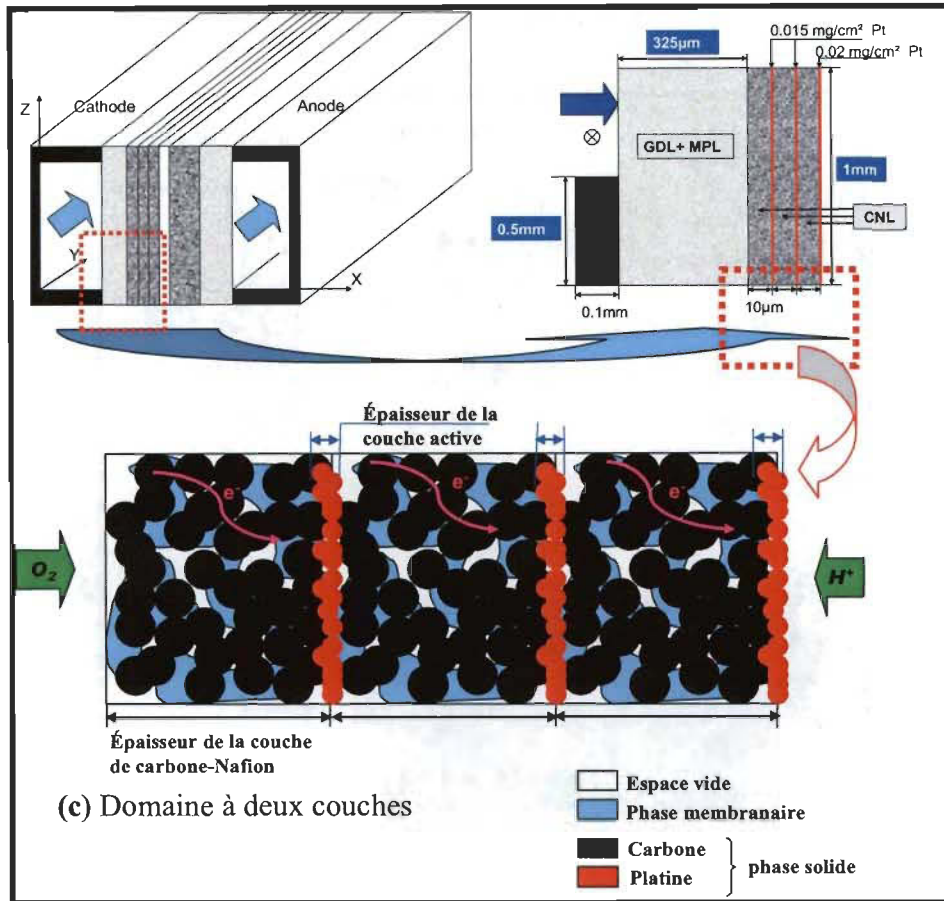 0.015 mg/cm² Pt
0.02 mg/cm² Pt
325µm
Cathode
Anode
Z
Y
X
GDL+ MPL
1mm
CNL
0.5mm
0.1mm
10µm
Épaisseur de la
couche active
e-
e-
e-
O2
H+
Épaisseur de la couche
de carbone-Nafion
(c) Domaine à deux couches
Espace vide
Phase membranaire
Carbone
Platine
phase solide